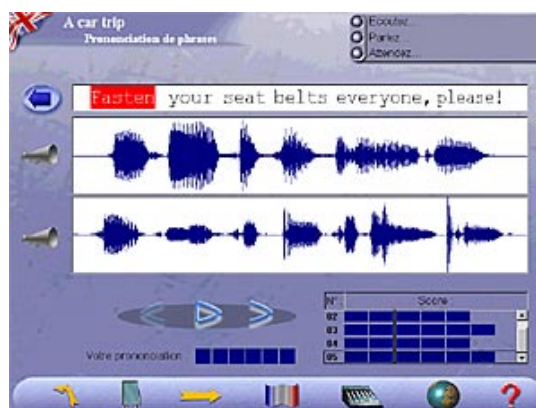 A car trip
Prononciation de phrases
Ecoutez...
Parlez...
Attendez...
Fasten your seat belts everyone, please!
N° Score
02
03
04
05
Votre prononciation
?